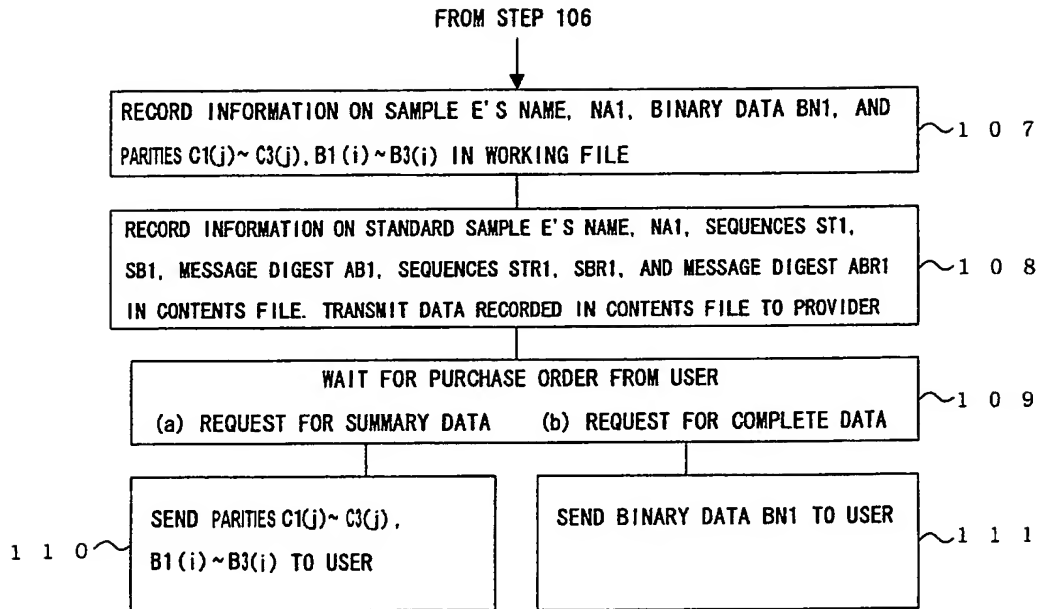 FROM STEP 106
RECORD INFORMATION ON SAMPLE E'S NAME, NA1, BINARY DATA BN1, AND
PARITIES C1(j)~ C3(j), B1(i)~B3(i) IN WORKING FILE
107
RECORD INFORMATION ON STANDARD SAMPLE E'S NAME, NA1, SEQUENCES ST1,
SB1, MESSAGE DIGEST AB1, SEQUENCES STR1, SBR1, AND MESSAGE DIGEST ABR1
IN CONTENTS FILE. TRANSMIT DATA RECORDED IN CONTENTS FILE TO PROVIDER
108
WAIT FOR PURCHASE ORDER FROM USER
(a) REQUEST FOR SUMMARY DATA (b) REQUEST FOR COMPLETE DATA
109
SEND PARITIES C1(j)~ C3(j),
B1(i)~B3(i) TO USER
110
SEND BINARY DATA BN1 TO USER
111